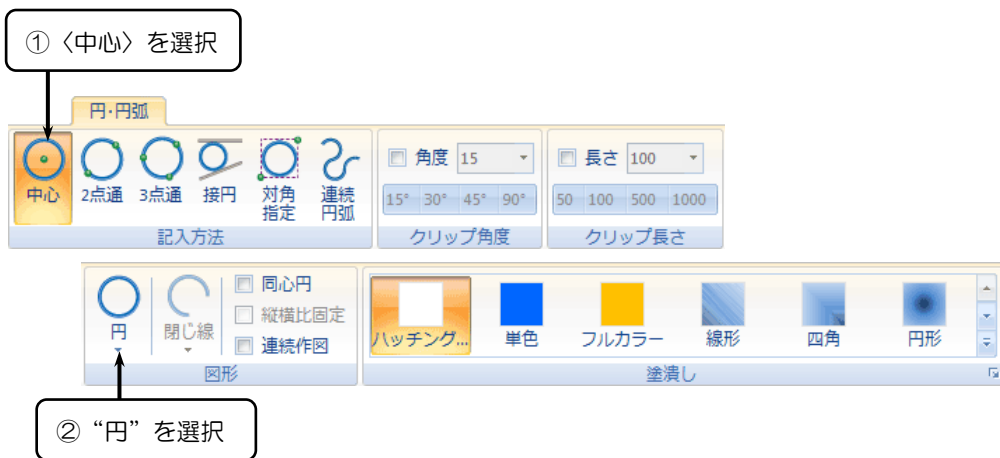 ①〈中心〉を選択
円・円弧
中心 2点通 3点通 接円 対角指定 連続円弧
角度 15
長さ 100
15° 30° 45° 90°
50 100 500 1000
記入方法 クリップ角度 クリップ長さ
円 閉じ線
同心円
縦横比固定
連続作図
ハッチング... 単色 フルカラー 線形 四角 円形
図形 塗潰し
②“円”を選択